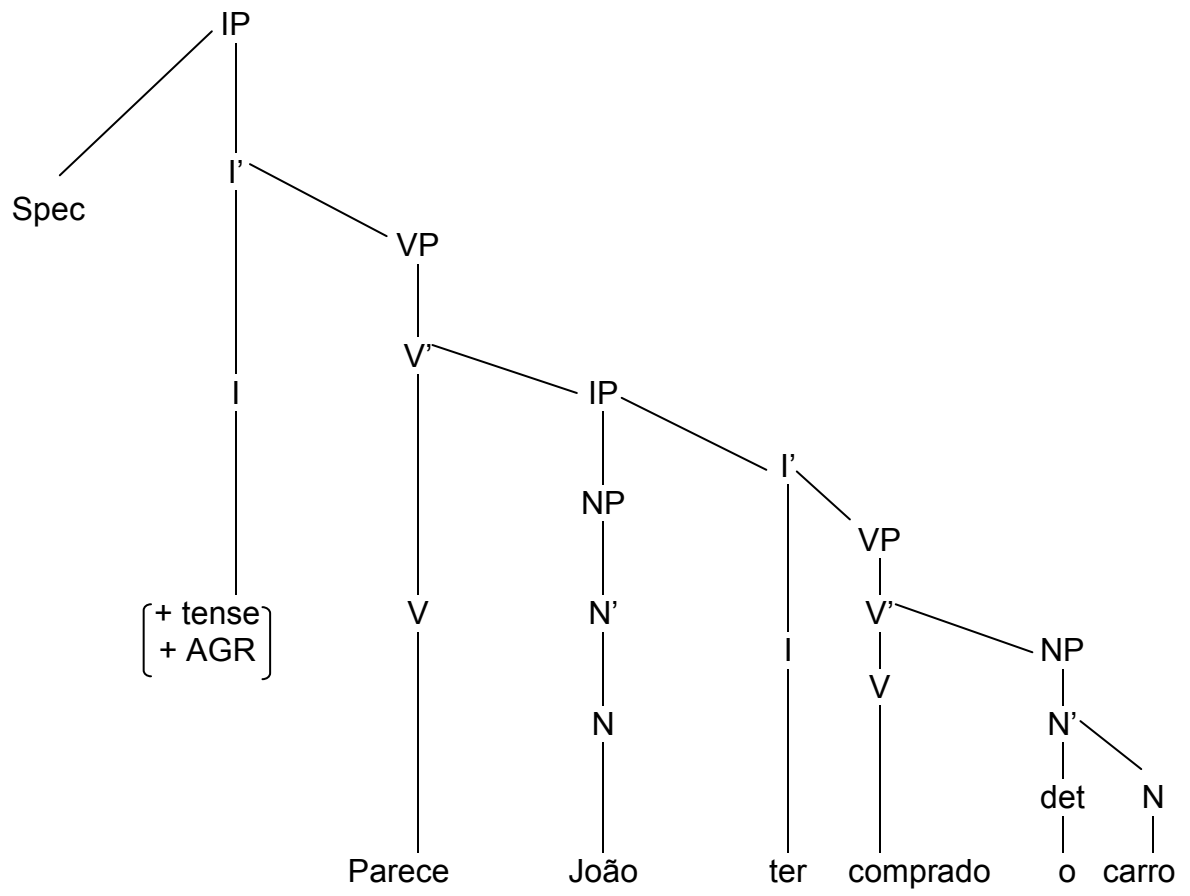 IP
I’
Spec
VP
V’
IP
I
I’
NP
VP
+ tense
+ AGR
V
N’
V’
I
NP
V
N
N’
det N
Parece João ter comprado o carro